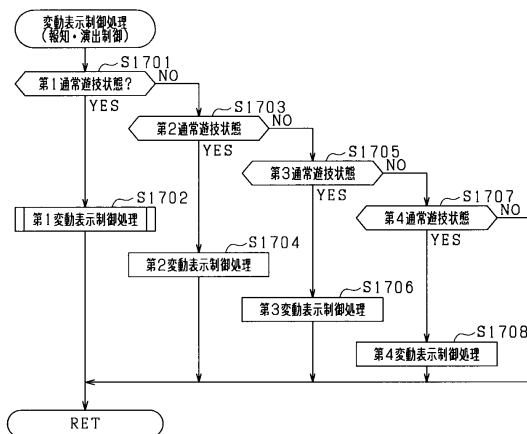 変動表示制御処理
(報知・演出制御)
S1701
第1通常遊技状態?
NO
YES
S1703
第2通常遊技状態
NO
YES
S1705
第3通常遊技状態
NO
YES
S1707
第4通常遊技状態
NO
YES
S1702
第1変動表示制御処理
S1704
第2変動表示制御処理
S1706
第3変動表示制御処理
S1708
第4変動表示制御処理
RET